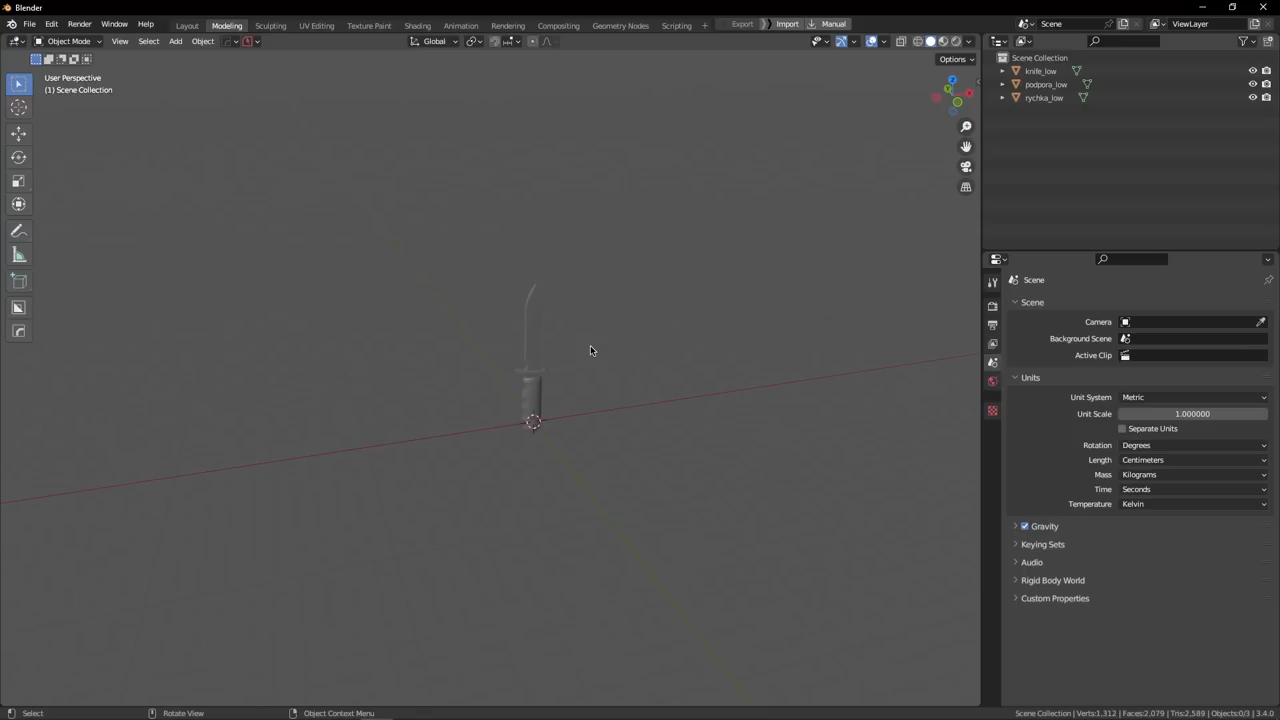 Blender
File Edit Render Window Help Layout Modeling Sculpting UV Editing Texture Paint Shading Animation Rendering Compositing Geometry Nodes Scripting + Export Import Manual Scene ViewLayer
Object Mode View Select Add Object Global
Options
User Perspective
(1) Scene Collection
Scene Collection
knife_low
podpora_low
rychka_low
Scene
Scene
Camera
Background Scene
Active Clip
Units
Unit System Metric
Unit Scale 1.000000
Separate Units
Rotation Degrees
Length Centimeters
Mass Kilograms
Time Seconds
Temperature Kelvin
Gravity
Keying Sets
Audio
Rigid Body World
Custom Properties
Select Rotate View Object Context Menu Scene Collection | Verts:1,312 | Faces:2,079 | Tris:2,589 | Objects:0/3 | 3.4.0